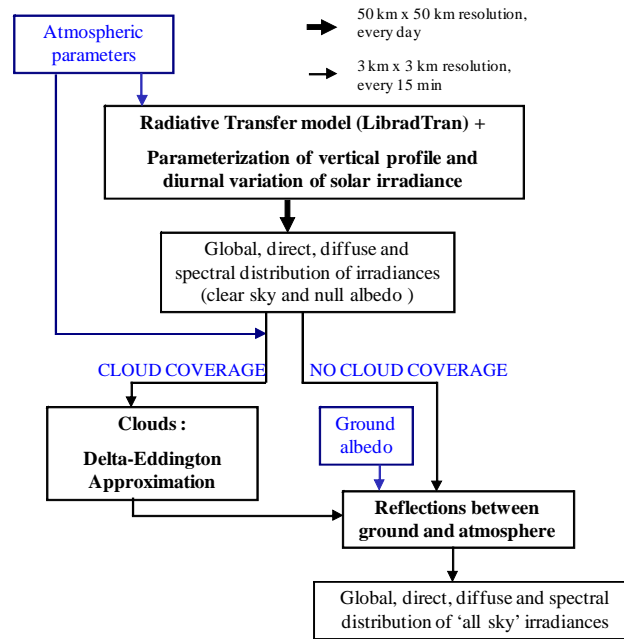 Atmospheric
parameters
50 km x 50 km resolution,
every day
3 km x 3 km resolution,
every 15 min
Radiative Transfer model (LibradTran) +
Parameterization of vertical profile and
diurnal variation of solar irradiance
Global, direct, diffuse and
spectral distribution of irradiances
(clear sky and null albedo )
CLOUD COVERAGE
NO CLOUD COVERAGE
Clouds :
Delta-Eddington
Approximation
Ground
albedo
Reflections between
ground and atmosphere
Global, direct, diffuse and spectral
distribution of ‘all sky’ irradiances